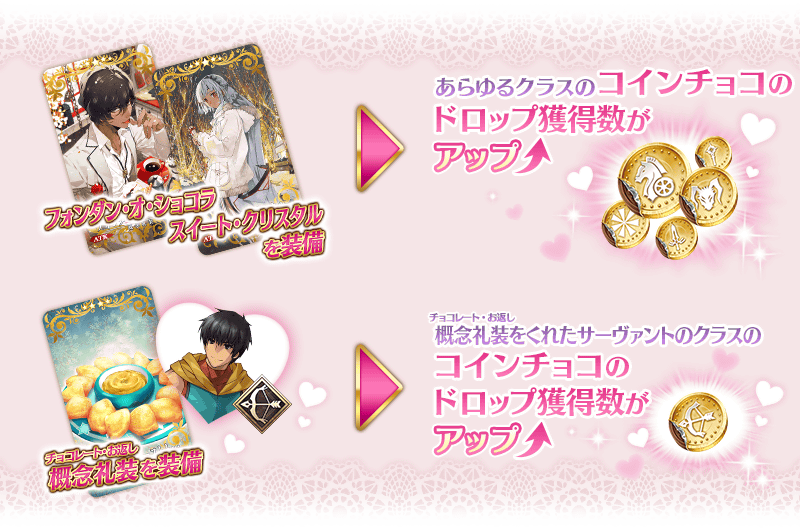 フォンダン・オ・ショコラ
スイート・クリスタル
を装備
あらゆるクラスのコインチョコの
ドロップ獲得数が
アップ
チョコレート・お返し
概念礼装を装備
チョコレート・お返し
概念礼装をくれたサーヴァントのクラスの
コインチョコの
ドロップ獲得数が
アップ